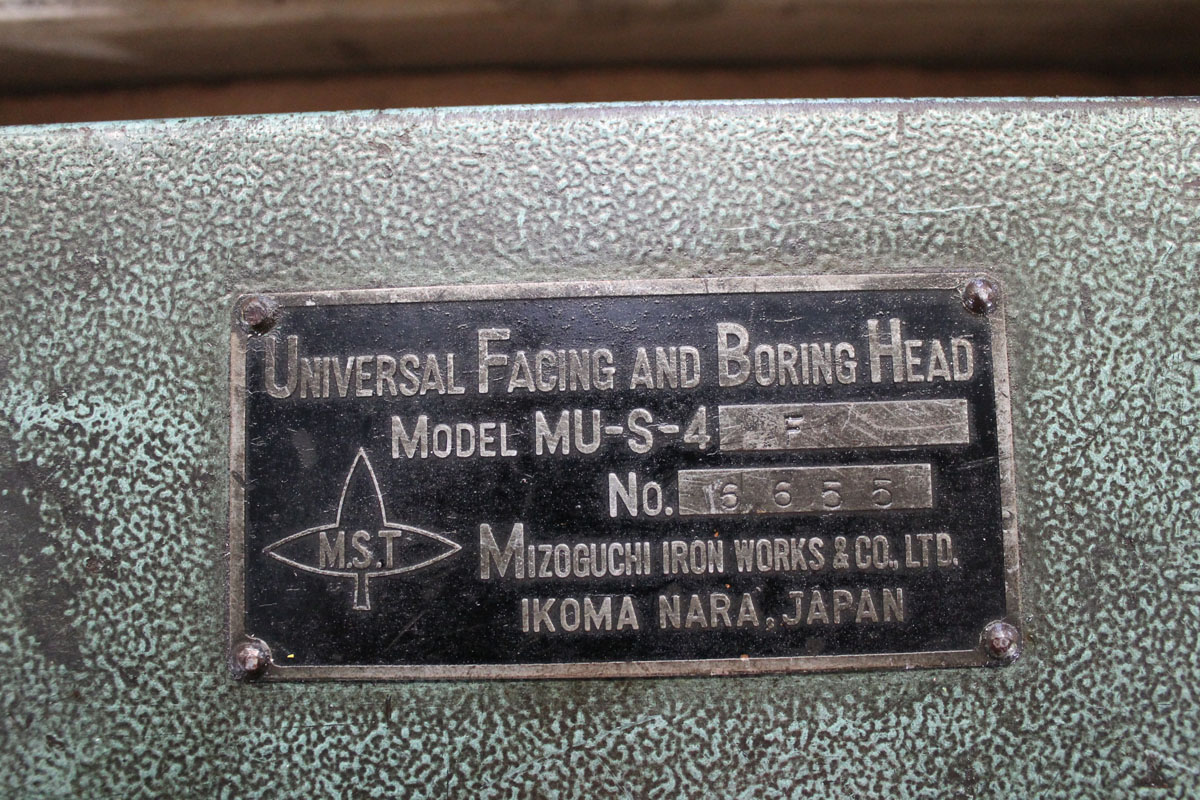 UNIVERSAL FACING AND BORING HEAD
MODEL MU-S-4 F
No. 6655
M.S.T
MIZOGUCHI IRON WORKS & CO., LTD.
IKOMA NARA, JAPAN